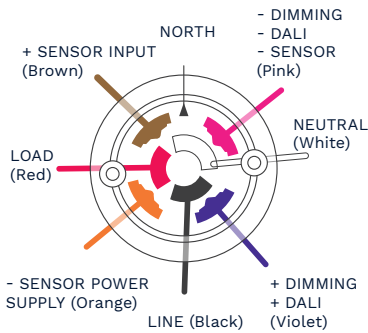 NORTH
- DIMMING
- DALI
- SENSOR
(Pink)
+ SENSOR INPUT
(Brown)
NEUTRAL
(White)
LOAD
(Red)
- SENSOR POWER
SUPPLY (Orange)
+ DIMMING
+ DALI
(Violet)
LINE (Black)